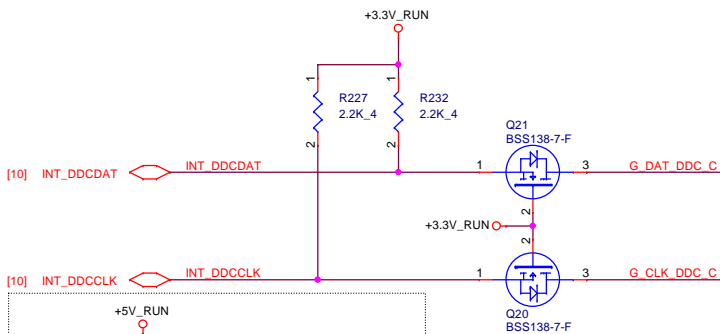 +3.3V_RUN
1
1
R227
2.2K_4
R232
2.2K_4
2
2
Q21
BSS138-7-F
[10] INT_DDCDAT
INT_DDCDAT
1
3
G_DAT_DDC_C
2
+3.3V_RUN
2
[10] INT_DDCCLK
INT_DDCCLK
1
3
G_CLK_DDC_C
Q20
BSS138-7-F
+5V_RUN